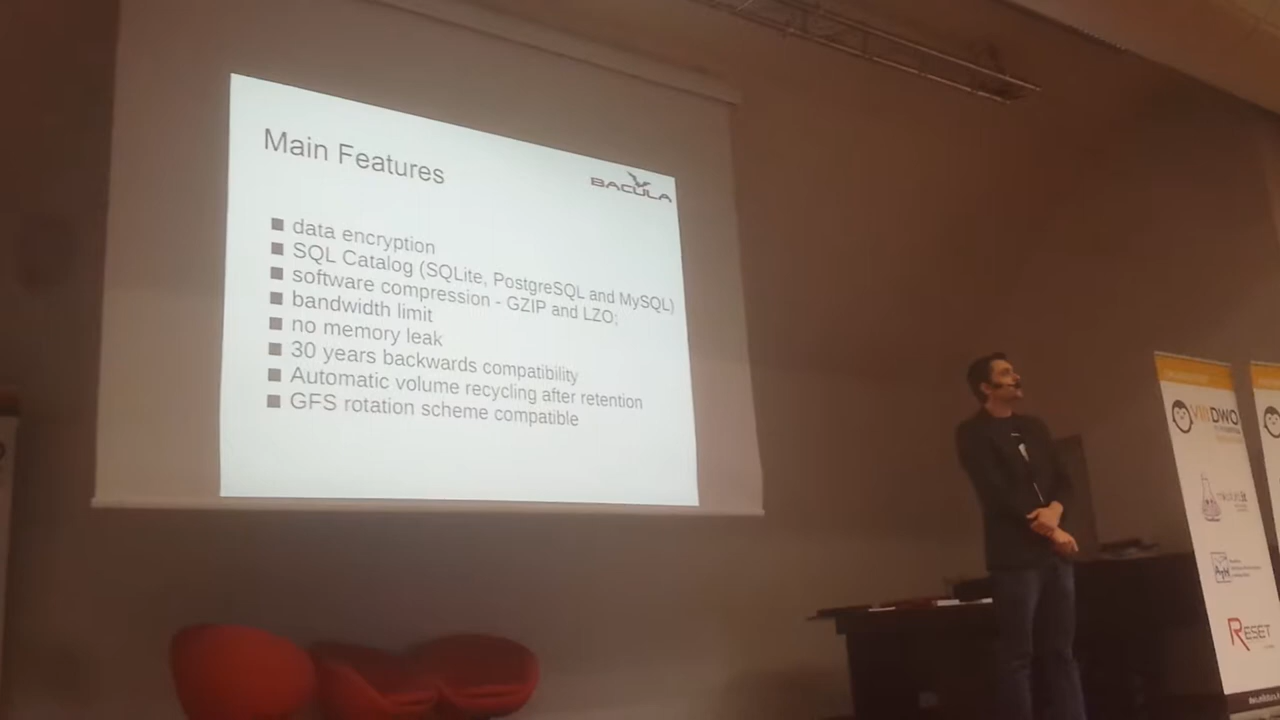 Main Features
BACULA
data encryption
SQL Catalog (SQLite, PostgreSQL and MySQL)
software compression - GZIP and LZO;
bandwidth limit
no memory leak
30 years backwards compatibility
Automatic volume recycling after retention
GFS rotation scheme compatible
DWO
RESET